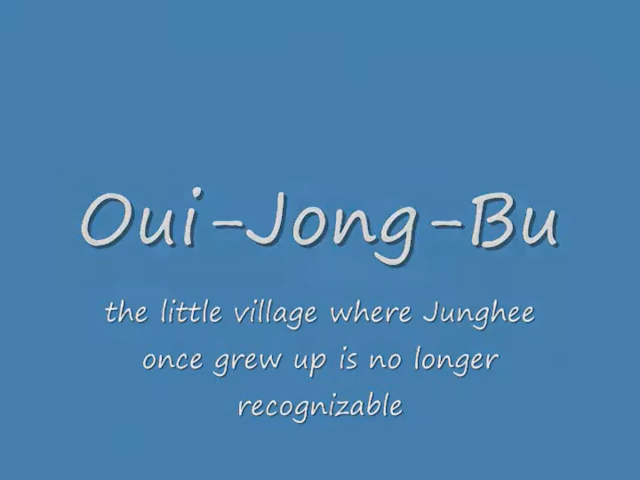 Oui-Jong-Bu
the little village where Junghee
once grew up is no longer
recognizable